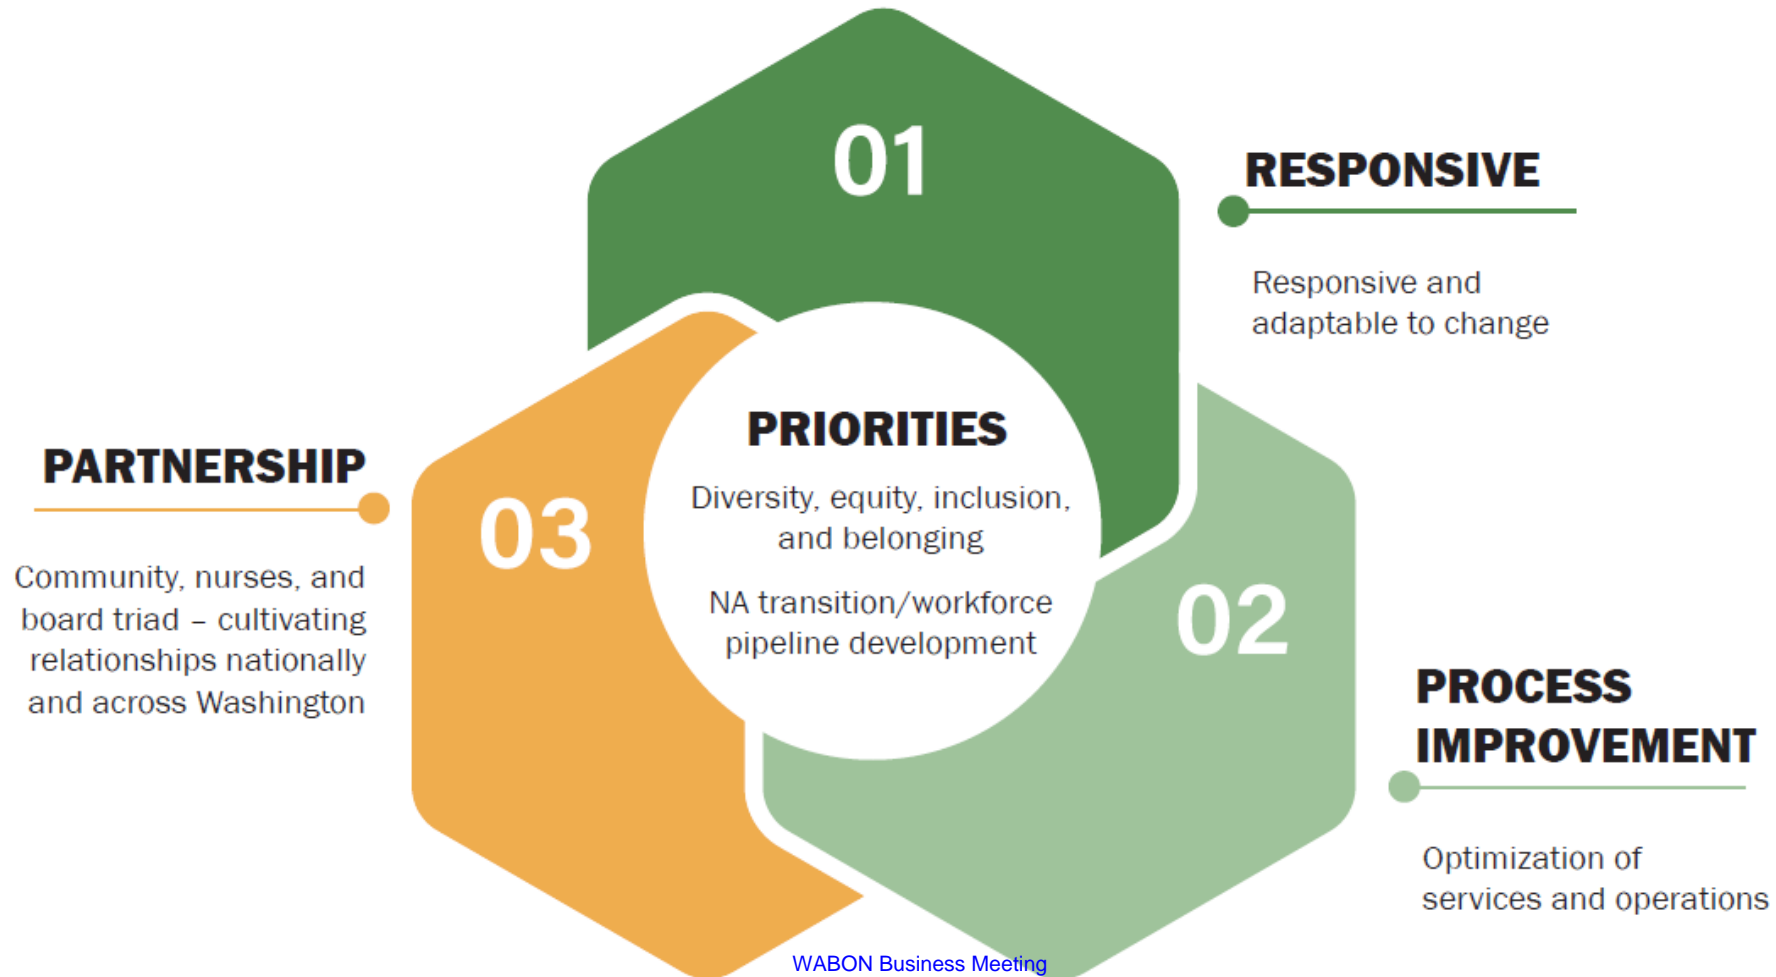 01
RESPONSIVE
Responsive and
adaptable to change
PRIORITIES
Diversity, equity, inclusion,
and belonging
NA transition/workforce
pipeline development
PARTNERSHIP
03
Community, nurses, and
board triad – cultivating
relationships nationally
and across Washington
02
PROCESS
IMPROVEMENT
Optimization of
services and operations
WABON Business Meeting